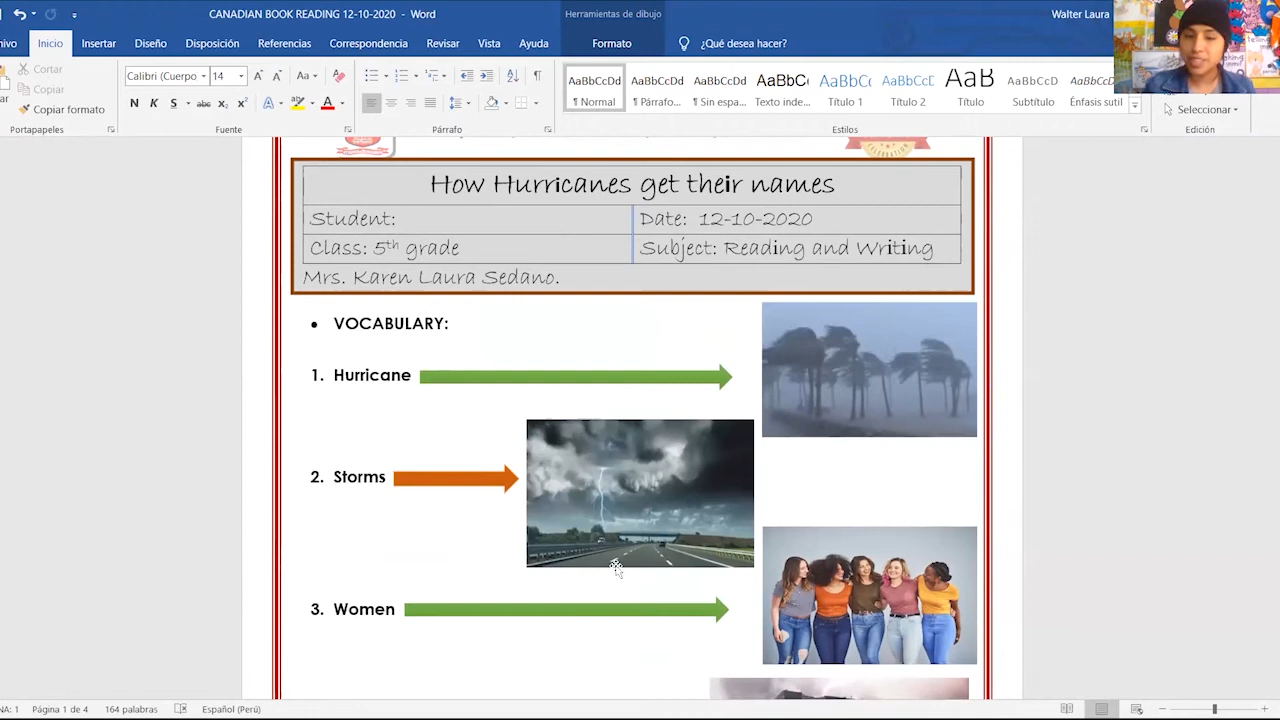 CANADIAN BOOK READING 12-10-2020 - Word
Herramientas de dibujo
Walter Laura
Inicio Insertar Diseño Disposición Referencias Correspondencia Revisar Vista Ayuda Formato ¿Qué desea hacer?
Cortar
Copiar
Copiar formato
Portapapeles
Calibri (Cuerpo 14
Fuente
Párrafo
AaBbCcDd AaBbCcDd AaBbCcDd AaBbC AaBbC AaBbCcD AaB AaBbCcDd AaBbCcDd
¶ Normal ¶ Párrafo... ¶ Sin espa... Texto inde... Título 1 Título 2 Título Subtítulo Énfasis sutil
Estilos
Seleccionar
Edición
How Hurricanes get their names
Student: Date: 12-10-2020
Class: 5th grade Subject: Reading and Writing
Mrs. Karen Laura Sedano.
• VOCABULARY:
1. Hurricane
2. Storms
3. Women
Página 1 de 4 164 palabras Español (Perú)